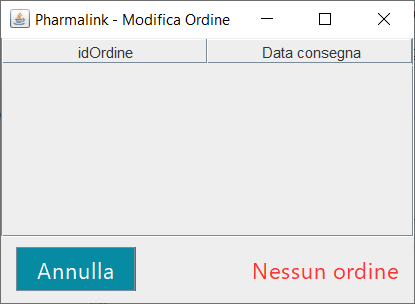 Pharmalink - Modifica Ordine
idOrdine Data consegna
Annulla Nessun ordine